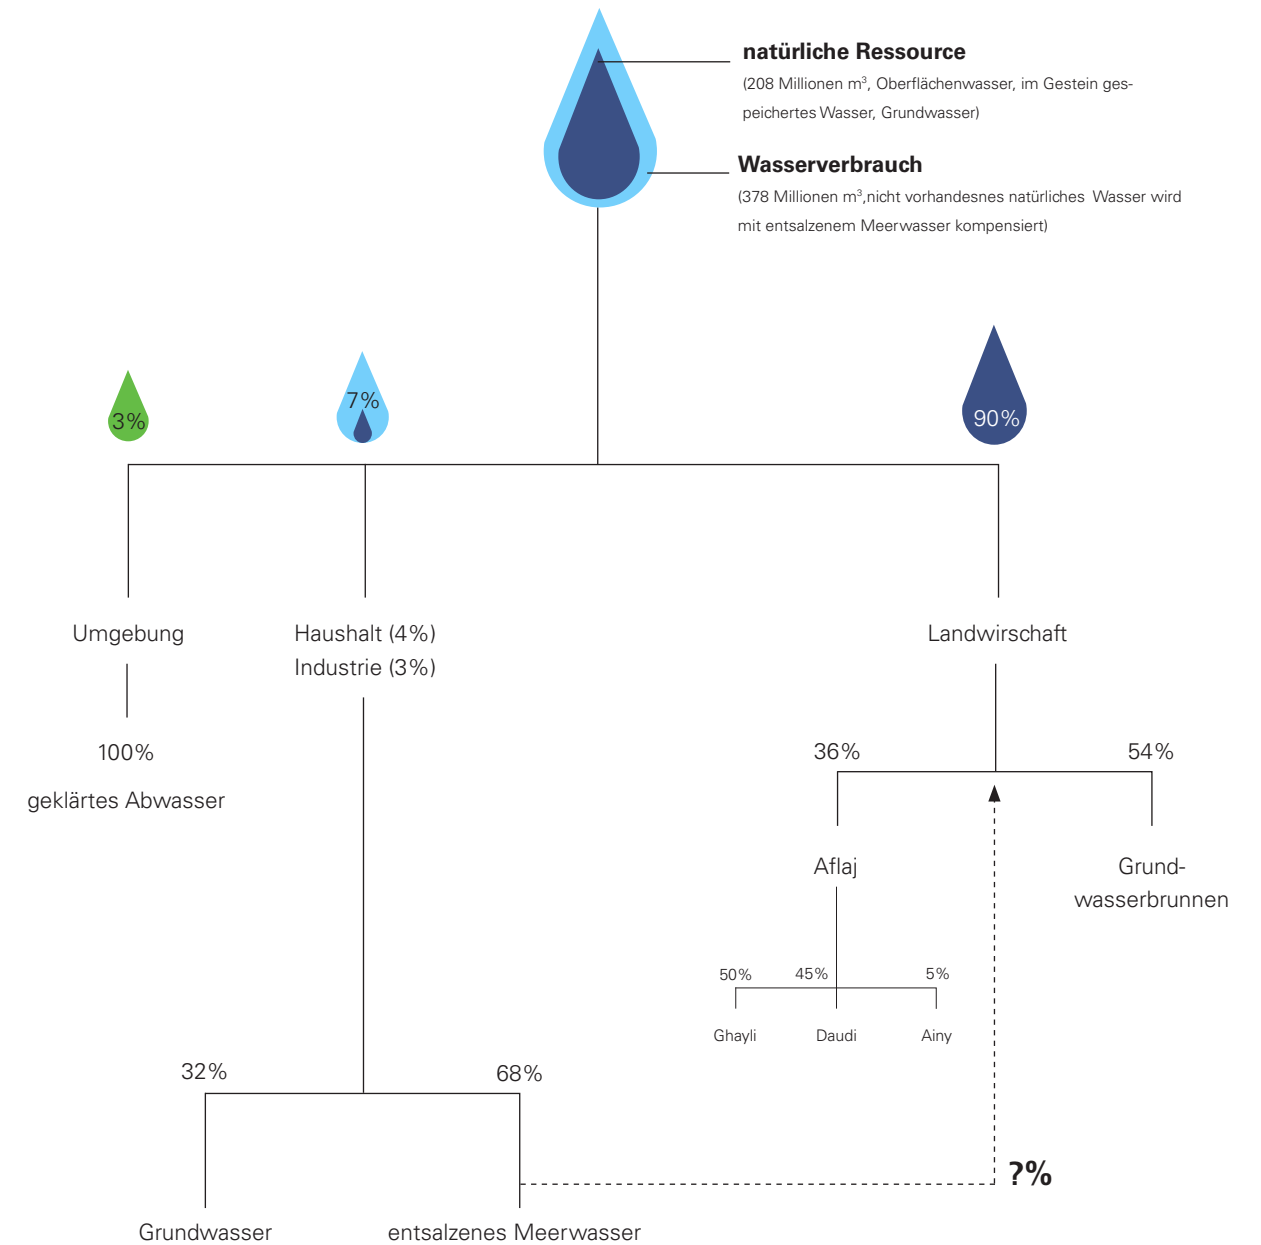 natürliche Ressource
(208 Millionen m³, Oberflächenwasser, im Gestein ges-
peichertes Wasser, Grundwasser)
Wasserverbrauch
(378 Millionen m³,nicht vorhandesnes natürliches Wasser wird
mit entsalzenem Meerwasser kompensiert)
3%
7%
90%
Umgebung
Haushalt (4%)
Industrie (3%)
Landwirschaft
100%
geklärtes Abwasser
36%
54%
Aflaj
Grund-
wasserbrunnen
50%
45%
5%
Ghayli
Daudi
Ainy
32%
68%
?%
Grundwasser
entsalzenes Meerwasser